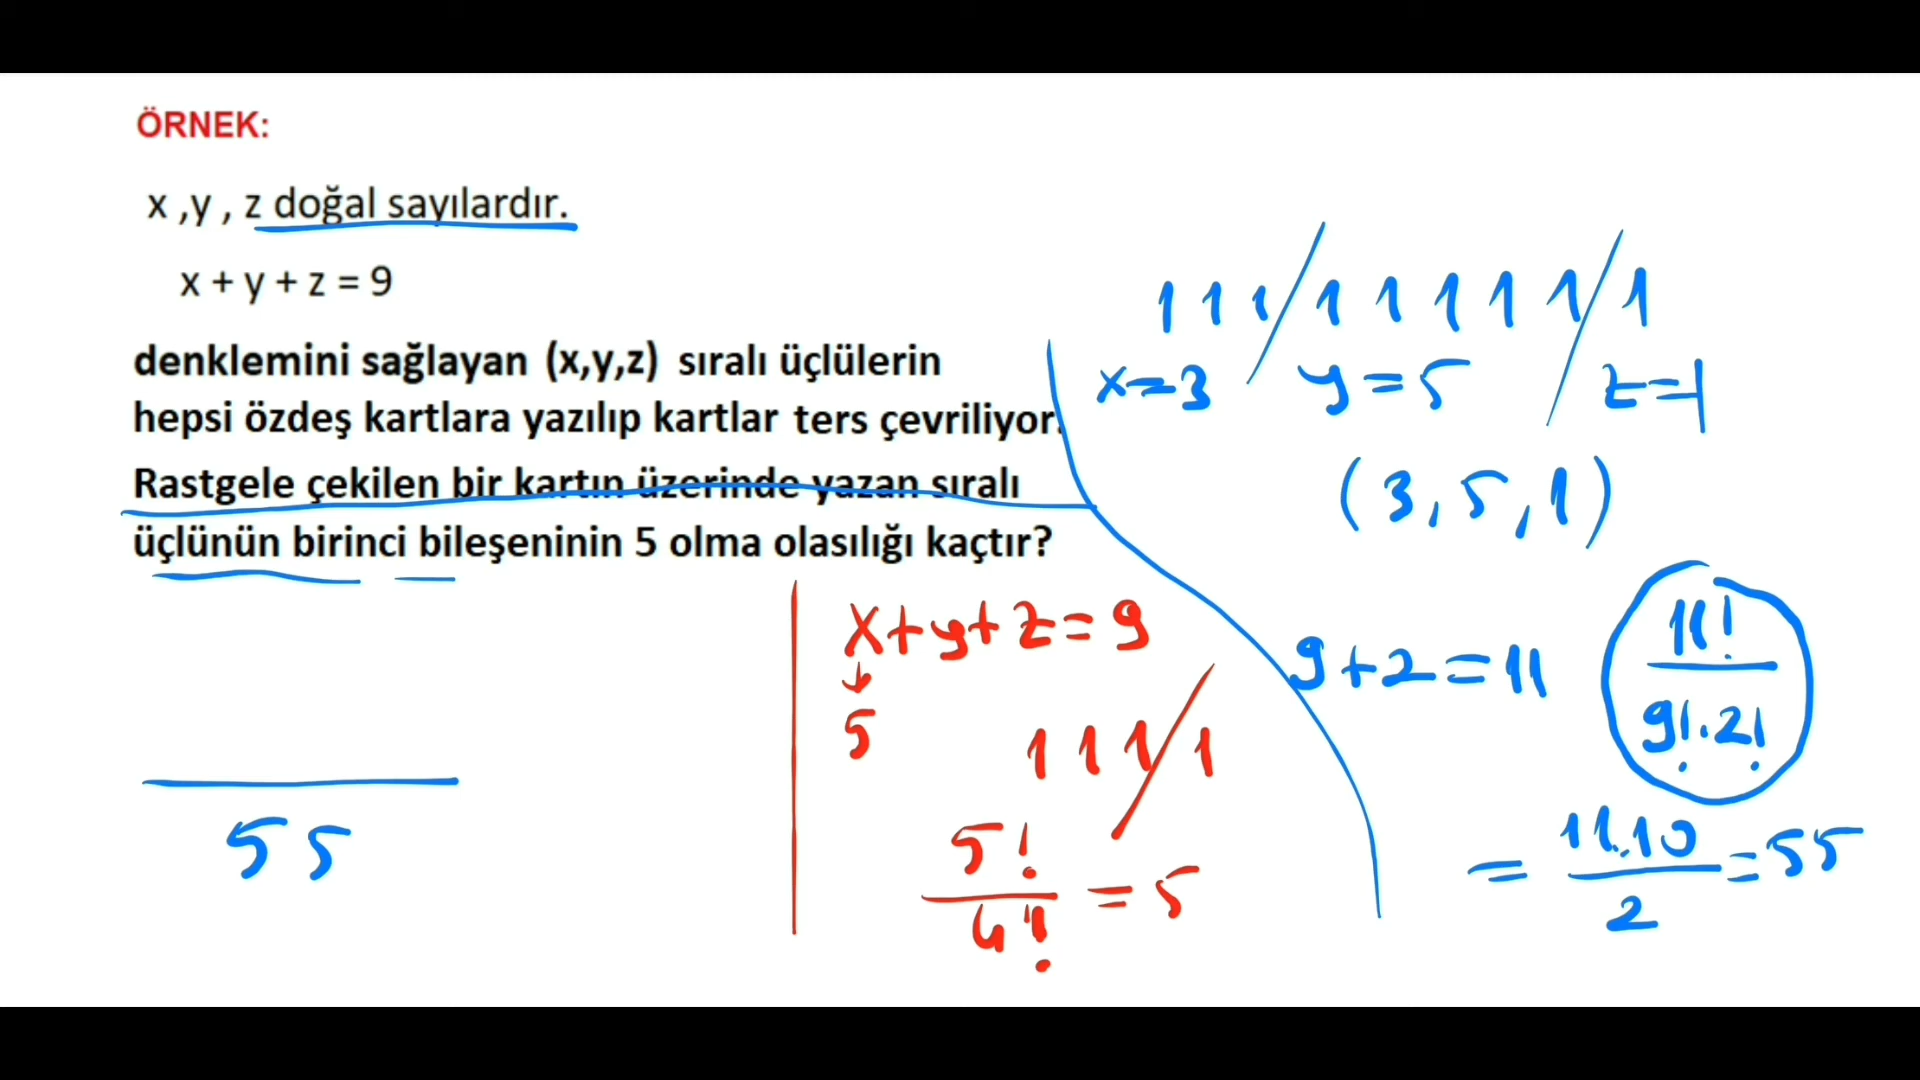 ÖRNEK:
x ,y , z doğal sayılardır.
x + y + z = 9
denklemini sağlayan (x,y,z) sıralı üçlülerin
hepsi özdeş kartlara yazılıp kartlar ters çevriliyor.
Rastgele çekilen bir kartın üzerinde yazan sıralı
üçlünün birinci bileşeninin 5 olma olasılığı kaçtır?
55
x+y+z=9
5
1 1 1 / 1
5!
4!
= 5
1 1 1 / 1 1 1 1 1 / 1
x=3 y=5 z=1
(3,5,1)
9+2=11
11!
9!.2!
= 11.10
2
=55